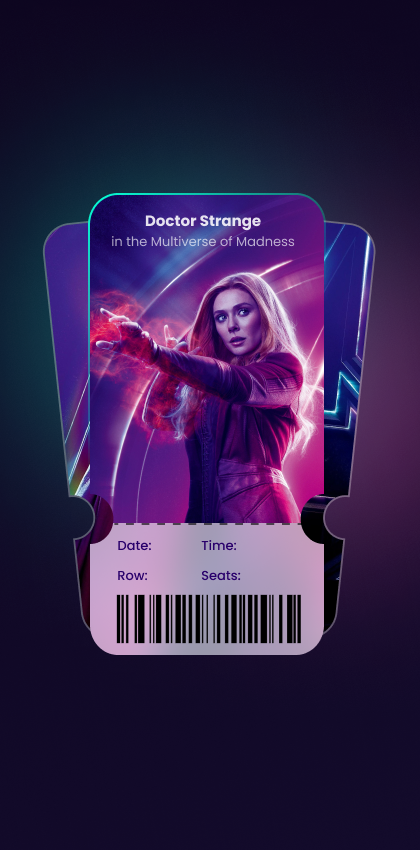 Doctor Strange
in the Multiverse of Madness
Date: Time:
Row: Seats: